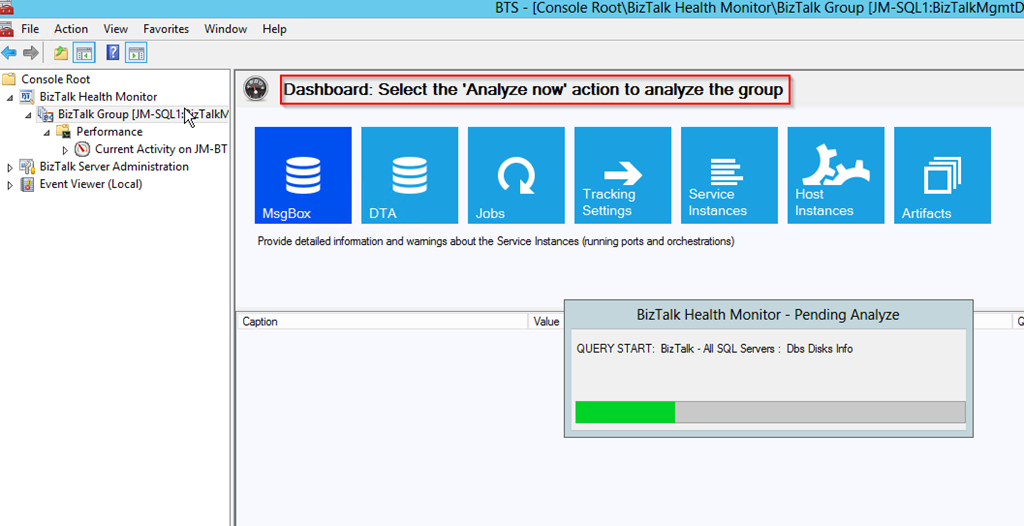 BTS - [Console Root\BizTalk Health Monitor\BizTalk Group [JM-SQL1:BizTalkMgmtD
File Action View Favorites Window Help
Console Root
BizTalk Health Monitor
BizTalk Group [JM-SQL1:BizTalkM
Performance
Current Activity on JM-BT
BizTalk Server Administration
Event Viewer (Local)
Dashboard: Select the 'Analyze now' action to analyze the group
MsgBox
DTA
Jobs
Tracking
Settings
Service
Instances
Host
Instances
Artifacts
Provide detailed information and warnings about the Service Instances (running ports and orchestrations)
Caption Value Q
BizTalk Health Monitor - Pending Analyze
QUERY START: BizTalk - All SQL Servers : Dbs Disks Info